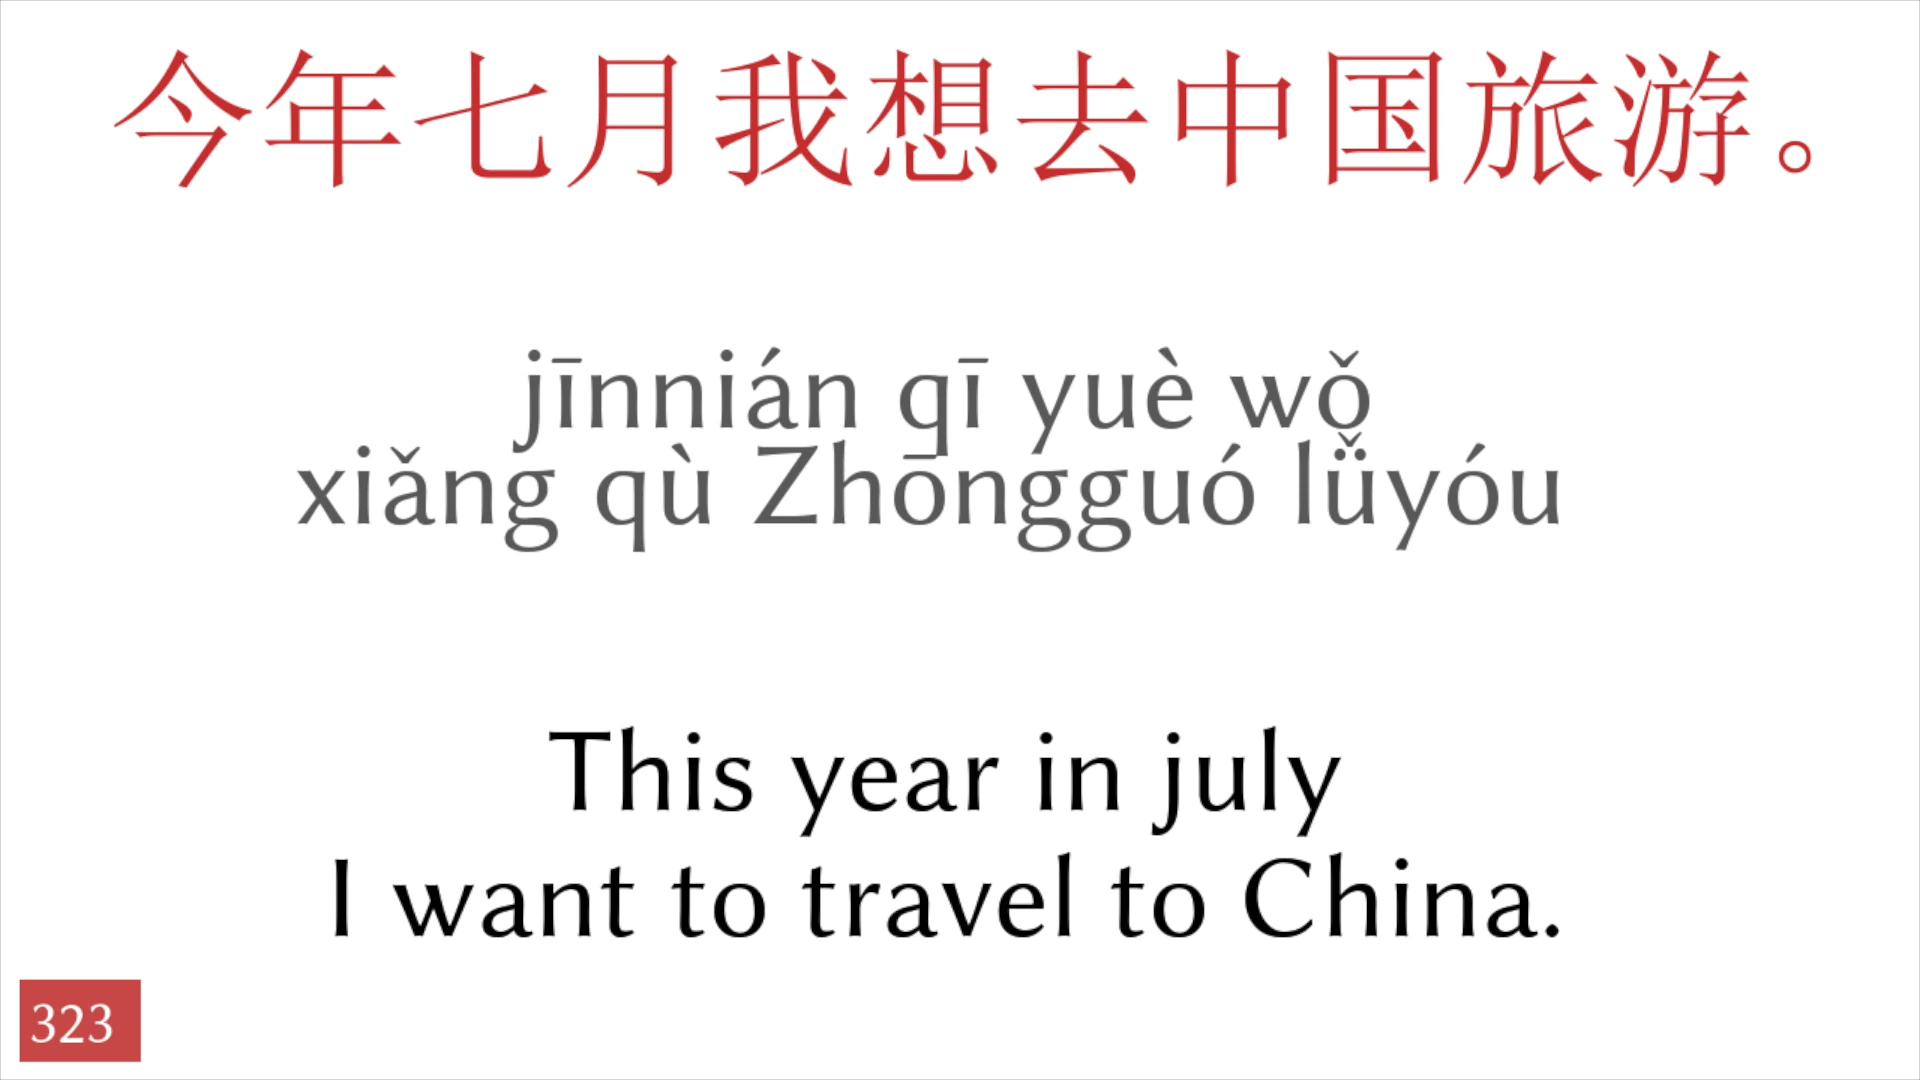 今年七月我想去中国旅游。
jīnnián qī yuè wǒ
xiǎng qù Zhōngguó lǚyóu
This year in july
I want to travel to China.
323